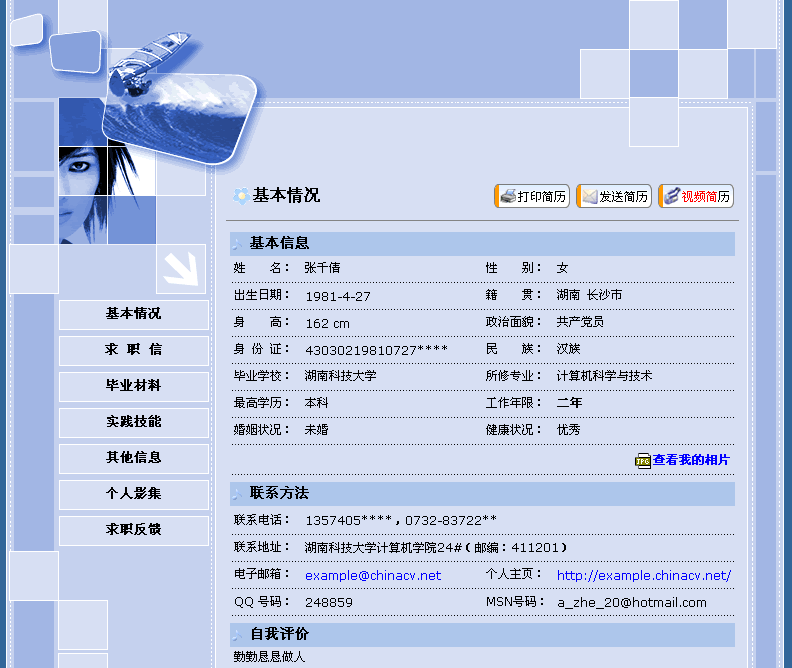 基本情况
打印简历 发送简历 视频简历
基本信息
姓 名： 张千倩 性 别： 女
出生日期： 1981-4-27 籍 贯： 湖南 长沙市
身 高： 162 cm 政治面貌： 共产党员
身 份 证： 43030219810727**** 民 族： 汉族
毕业学校： 湖南科技大学 所修专业： 计算机科学与技术
最高学历： 本科 工作年限： 二年
婚姻状况： 未婚 健康状况： 优秀
JPG 查看我的相片
联系方法
联系电话： 1357405****，0732-83722**
联系地址： 湖南科技大学计算机学院24#（邮编：411201）
电子邮箱： example@chinacv.net 个人主页： http://example.chinacv.net/
QQ 号码： 248859 MSN号码： a_zhe_20@hotmail.com
自我评价
勤勤恳恳做人
基本情况
求 职 信
毕业材料
实践技能
其他信息
个人影集
求职反馈